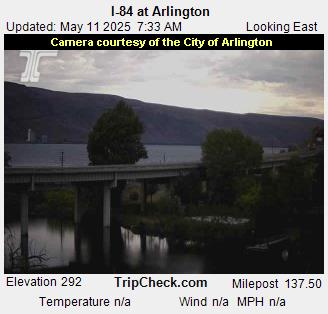 I-84 at Arlington
Updated: May 11 2025 7:33 AM Looking East
Camera courtesy of the City of Arlington
Elevation 292 TripCheck.com Milepost 137.50
Temperature n/a Wind n/a MPH n/a